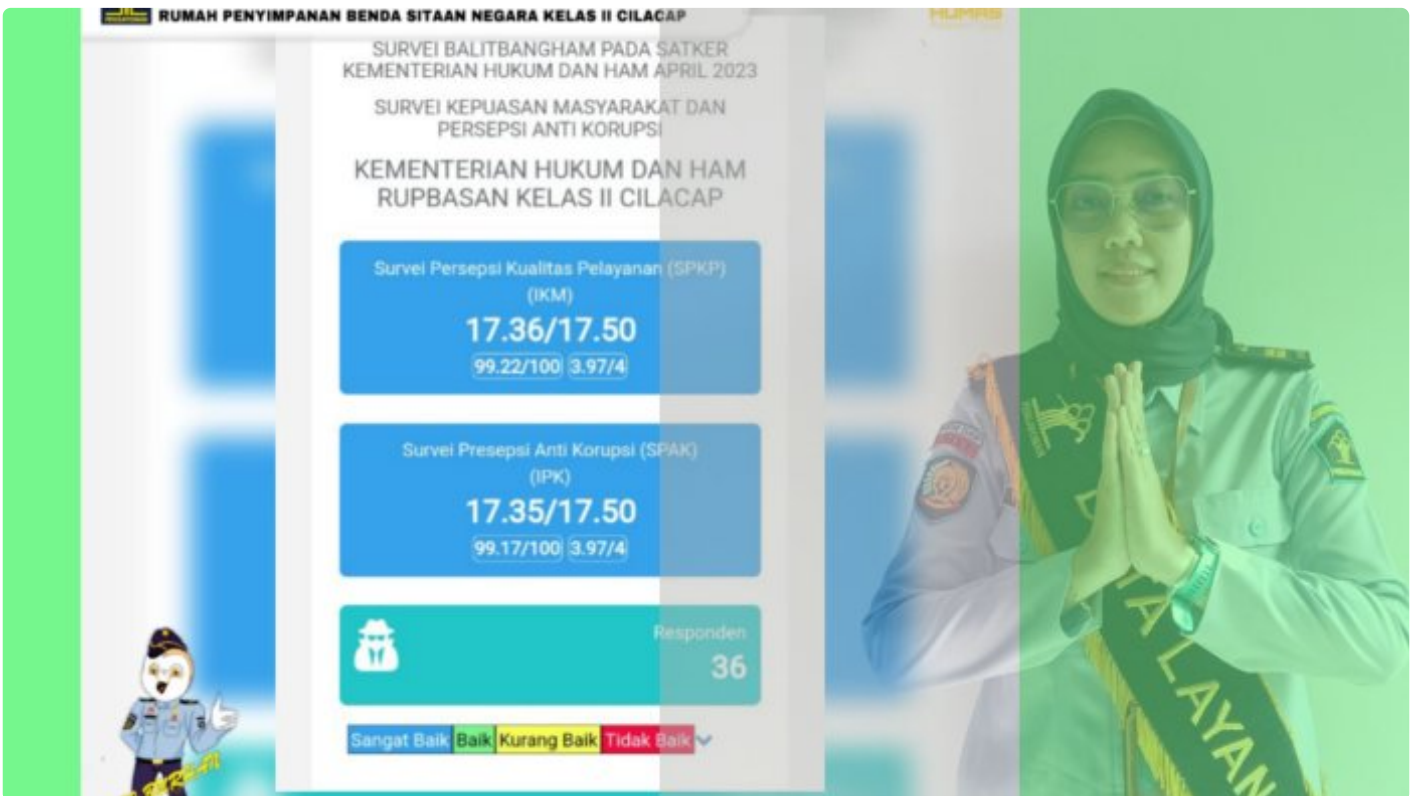 RUMAH PENYIMPANAN BENDA SITAAN NEGARA KELAS II CILACAP
HUMAS
SURVEI BALITBANGHAM PADA SATKER
KEMENTERIAN HUKUM DAN HAM APRIL 2023
SURVEI KEPUASAN MASYARAKAT DAN
PERSEPSI ANTI KORUPSI
KEMENTERIAN HUKUM DAN HAM
RUPBASAN KELAS II CILACAP
Survei Persepsi Kualitas Pelayanan (SPKP)
(IKM)
17.36/17.50
99.22/100 3.97/4
Survei Presepsi Anti Korupsi (SPAK)
(IPK)
17.35/17.50
99.17/100 3.97/4
Responden
36
Sangat Baik Baik Kurang Baik Tidak Baik
LAYAN